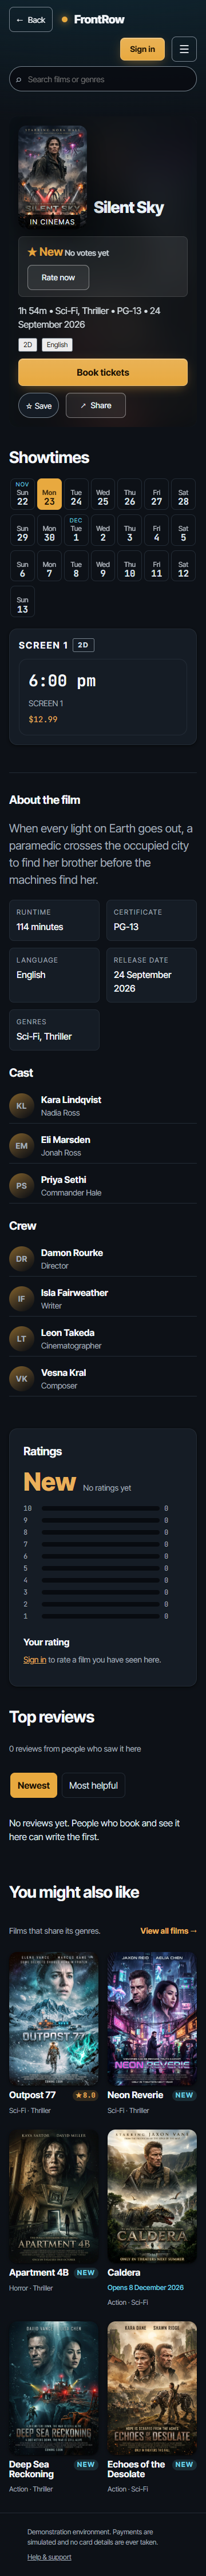 ← Back
FrontRow
Sign in
Search films or genres
SILENT SKY
IN CINEMAS
Silent Sky
★ New No votes yet
Rate now
1h 54m • Sci-Fi, Thriller • PG-13 • 24
September 2026
2D English
Book tickets
☆ Save
↗ Share
Showtimes
NOV
Sun Mon Tue Wed Thu Fri Sat
22 23 24 25 26 27 28
DEC
Sun Mon Tue Wed Thu Fri Sat
29 30 1 2 3 4 5
Sun Mon Tue Wed Thu Fri Sat
6 7 8 9 10 11 12
Sun
13
SCREEN 1 2D
6:00 pm
SCREEN 1
$12.99
About the film
When every light on Earth goes out, a
paramedic crosses the occupied city
to find her brother before the
machines find her.
RUNTIME
114 minutes
CERTIFICATE
PG-13
LANGUAGE
English
RELEASE DATE
24 September
2026
GENRES
Sci-Fi, Thriller
Cast
KL
Kara Lindqvist
Nadia Ross
EM
Eli Marsden
Jonah Ross
PS
Priya Sethi
Commander Hale
Crew
DR
Damon Rourke
Director
IF
Isla Fairweather
Writer
LT
Leon Takeda
Cinematographer
VK
Vesna Kral
Composer
Ratings
New No ratings yet
10 0
9 0
8 0
7 0
6 0
5 0
4 0
3 0
2 0
1 0
Your rating
Sign in to rate a film you have seen here.
Top reviews
0 reviews from people who saw it here
Newest
Most helpful
No reviews yet. People who book and see it
here can write the first.
You might also like
Films that share its genres.
View all films →
OUTPOST 77
Outpost 77 ★8.0
Sci-Fi · Thriller
JAXON REID AELIA CHEN
NEON REVERIE
Neon Reverie NEW
Sci-Fi · Thriller
APARTMENT 4B
Apartment 4B NEW
Horror · Thriller
CALDERA
Caldera
Opens 8 December 2026
Action · Sci-Fi
DEEP SEA RECKONING
Deep Sea
Reckoning
NEW
Action · Thriller
ECHOES OF THE DESOLATE
Echoes of the
Desolate
NEW
Action · Sci-Fi
Demonstration environment. Payments are
simulated and no card details are ever taken.
Help & support